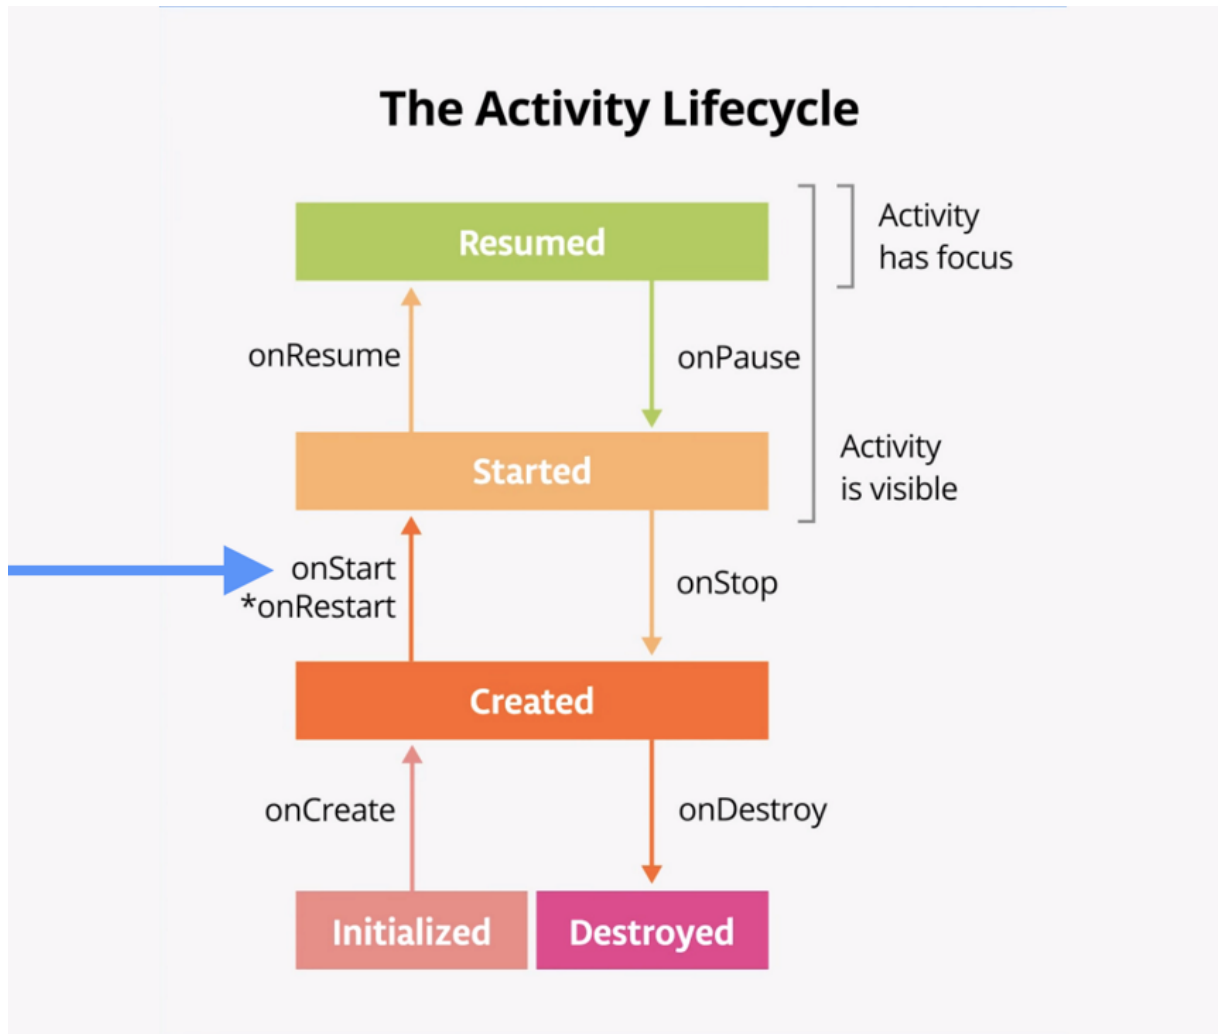 The Activity Lifecycle
Resumed
Activity
has focus
onResume
onPause
Started
Activity
is visible
onStart
*onRestart
onStop
Created
onCreate
onDestroy
Initialized
Destroyed